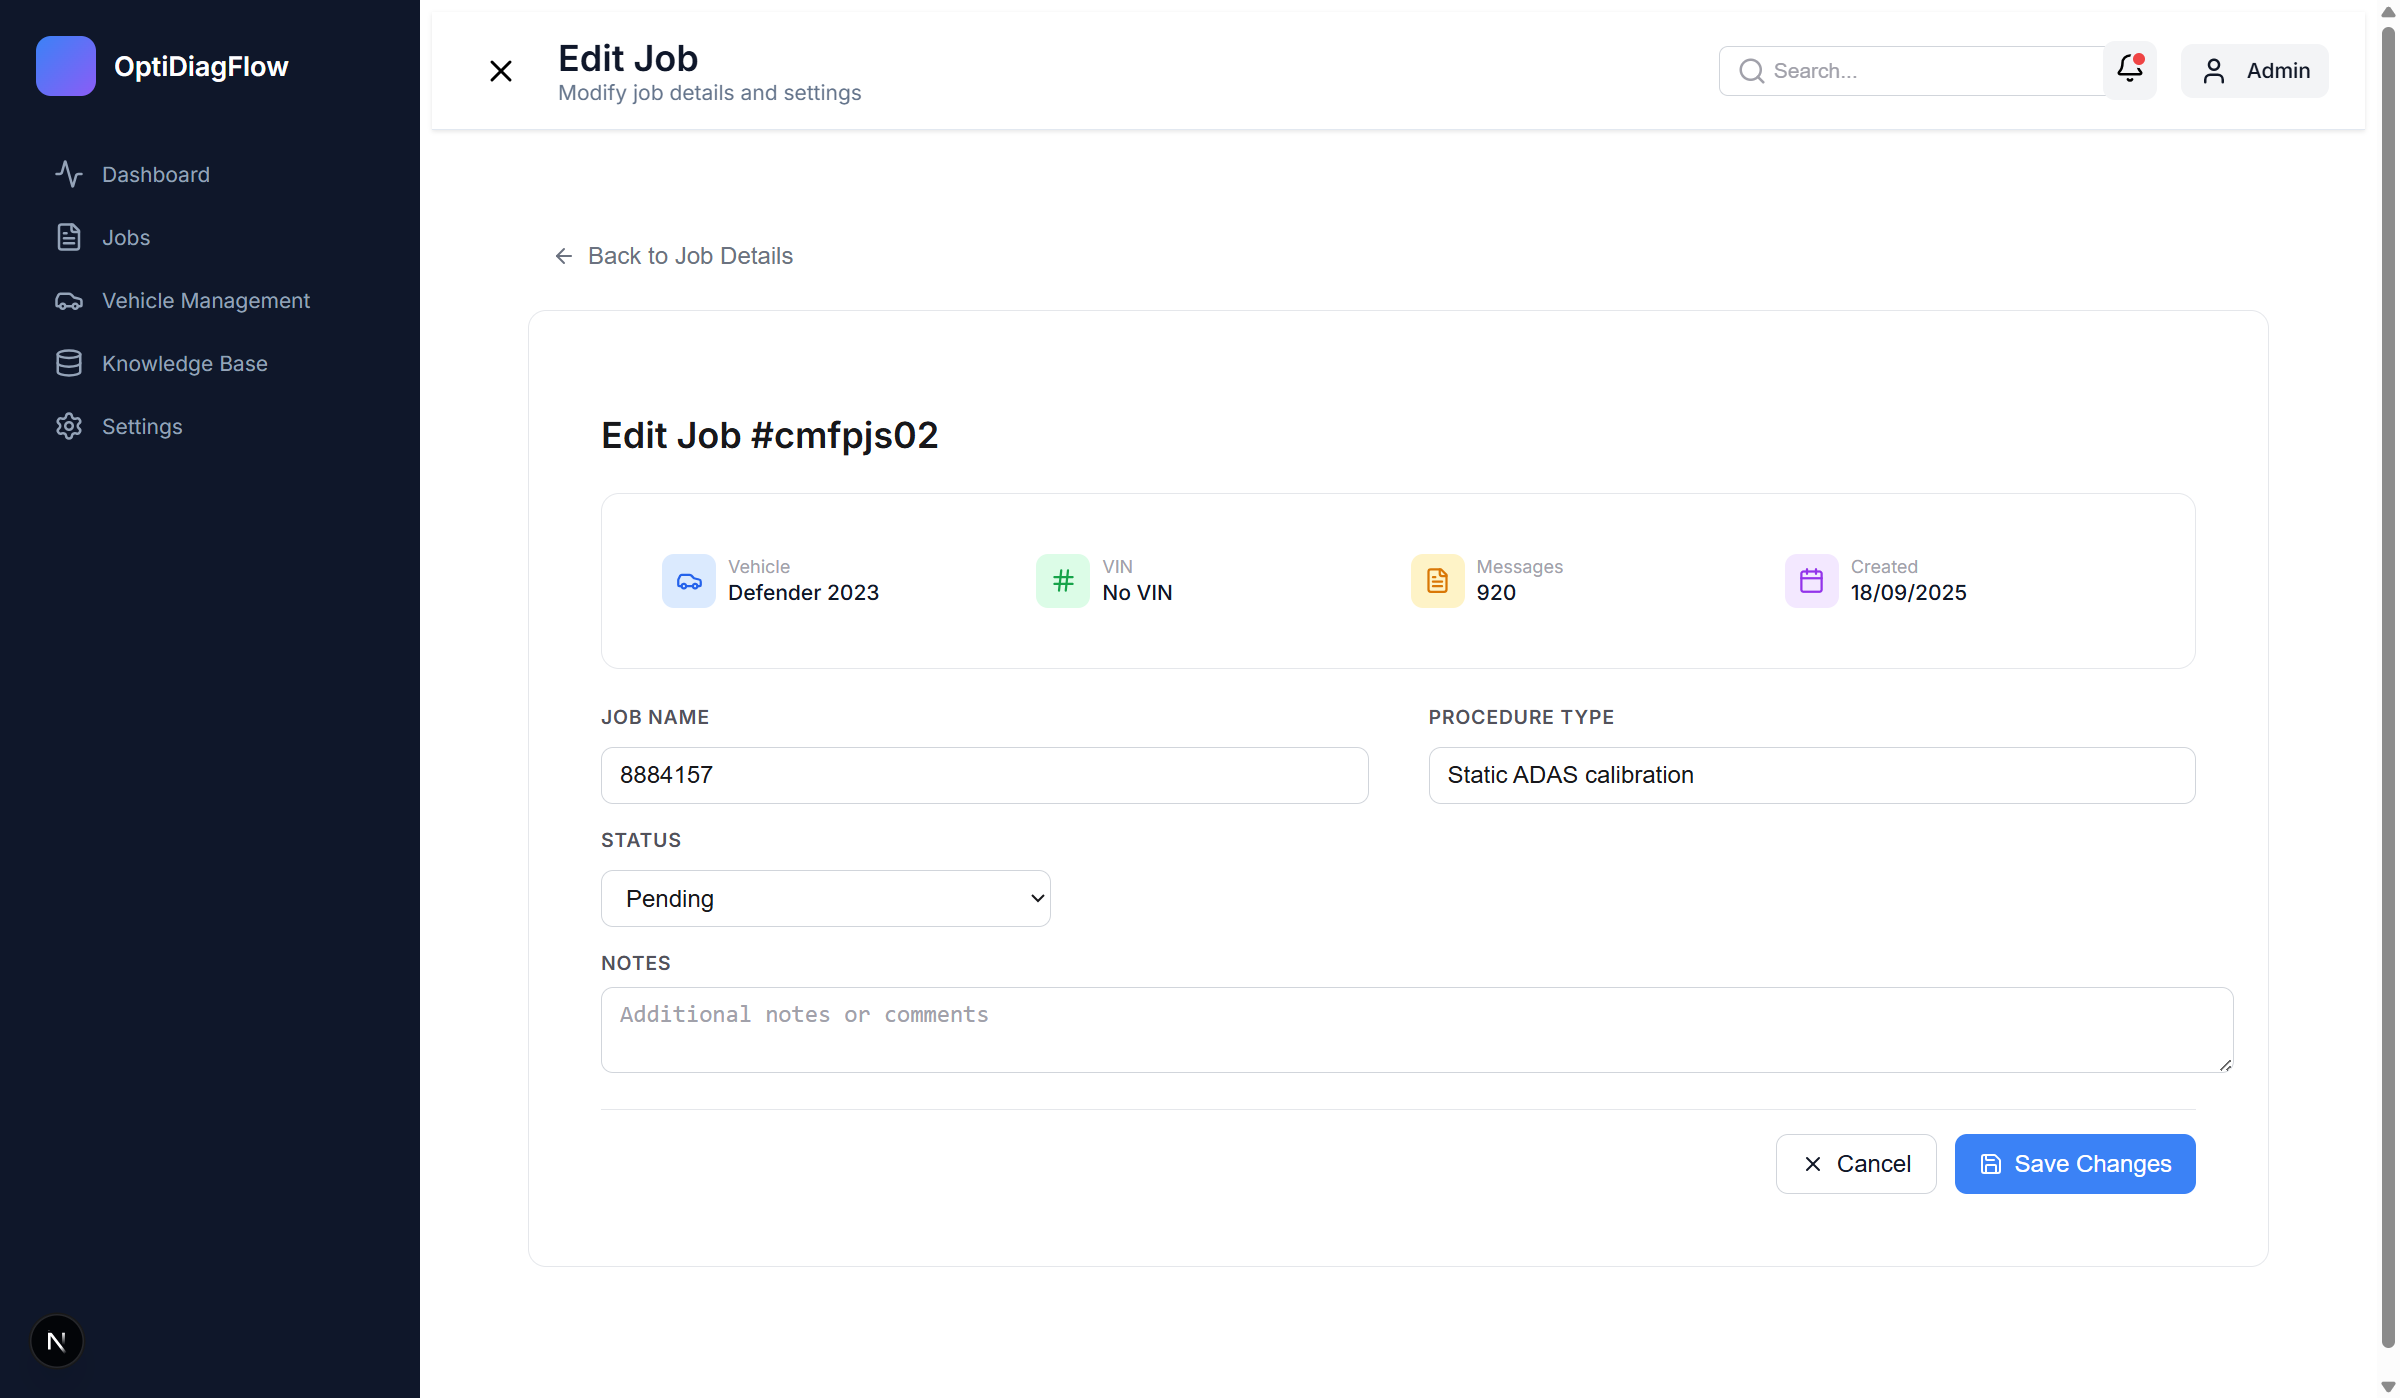 OptiDiagFlow
Dashboard
Jobs
Vehicle Management
Knowledge Base
Settings
N
Edit Job
Modify job details and settings
Search...
Admin
Back to Job Details
Edit Job #cmfpjs02
Vehicle
Defender 2023
VIN
No VIN
Messages
920
Created
18/09/2025
JOB NAME
8884157
PROCEDURE TYPE
Static ADAS calibration
STATUS
Pending
NOTES
Additional notes or comments
Cancel
Save Changes